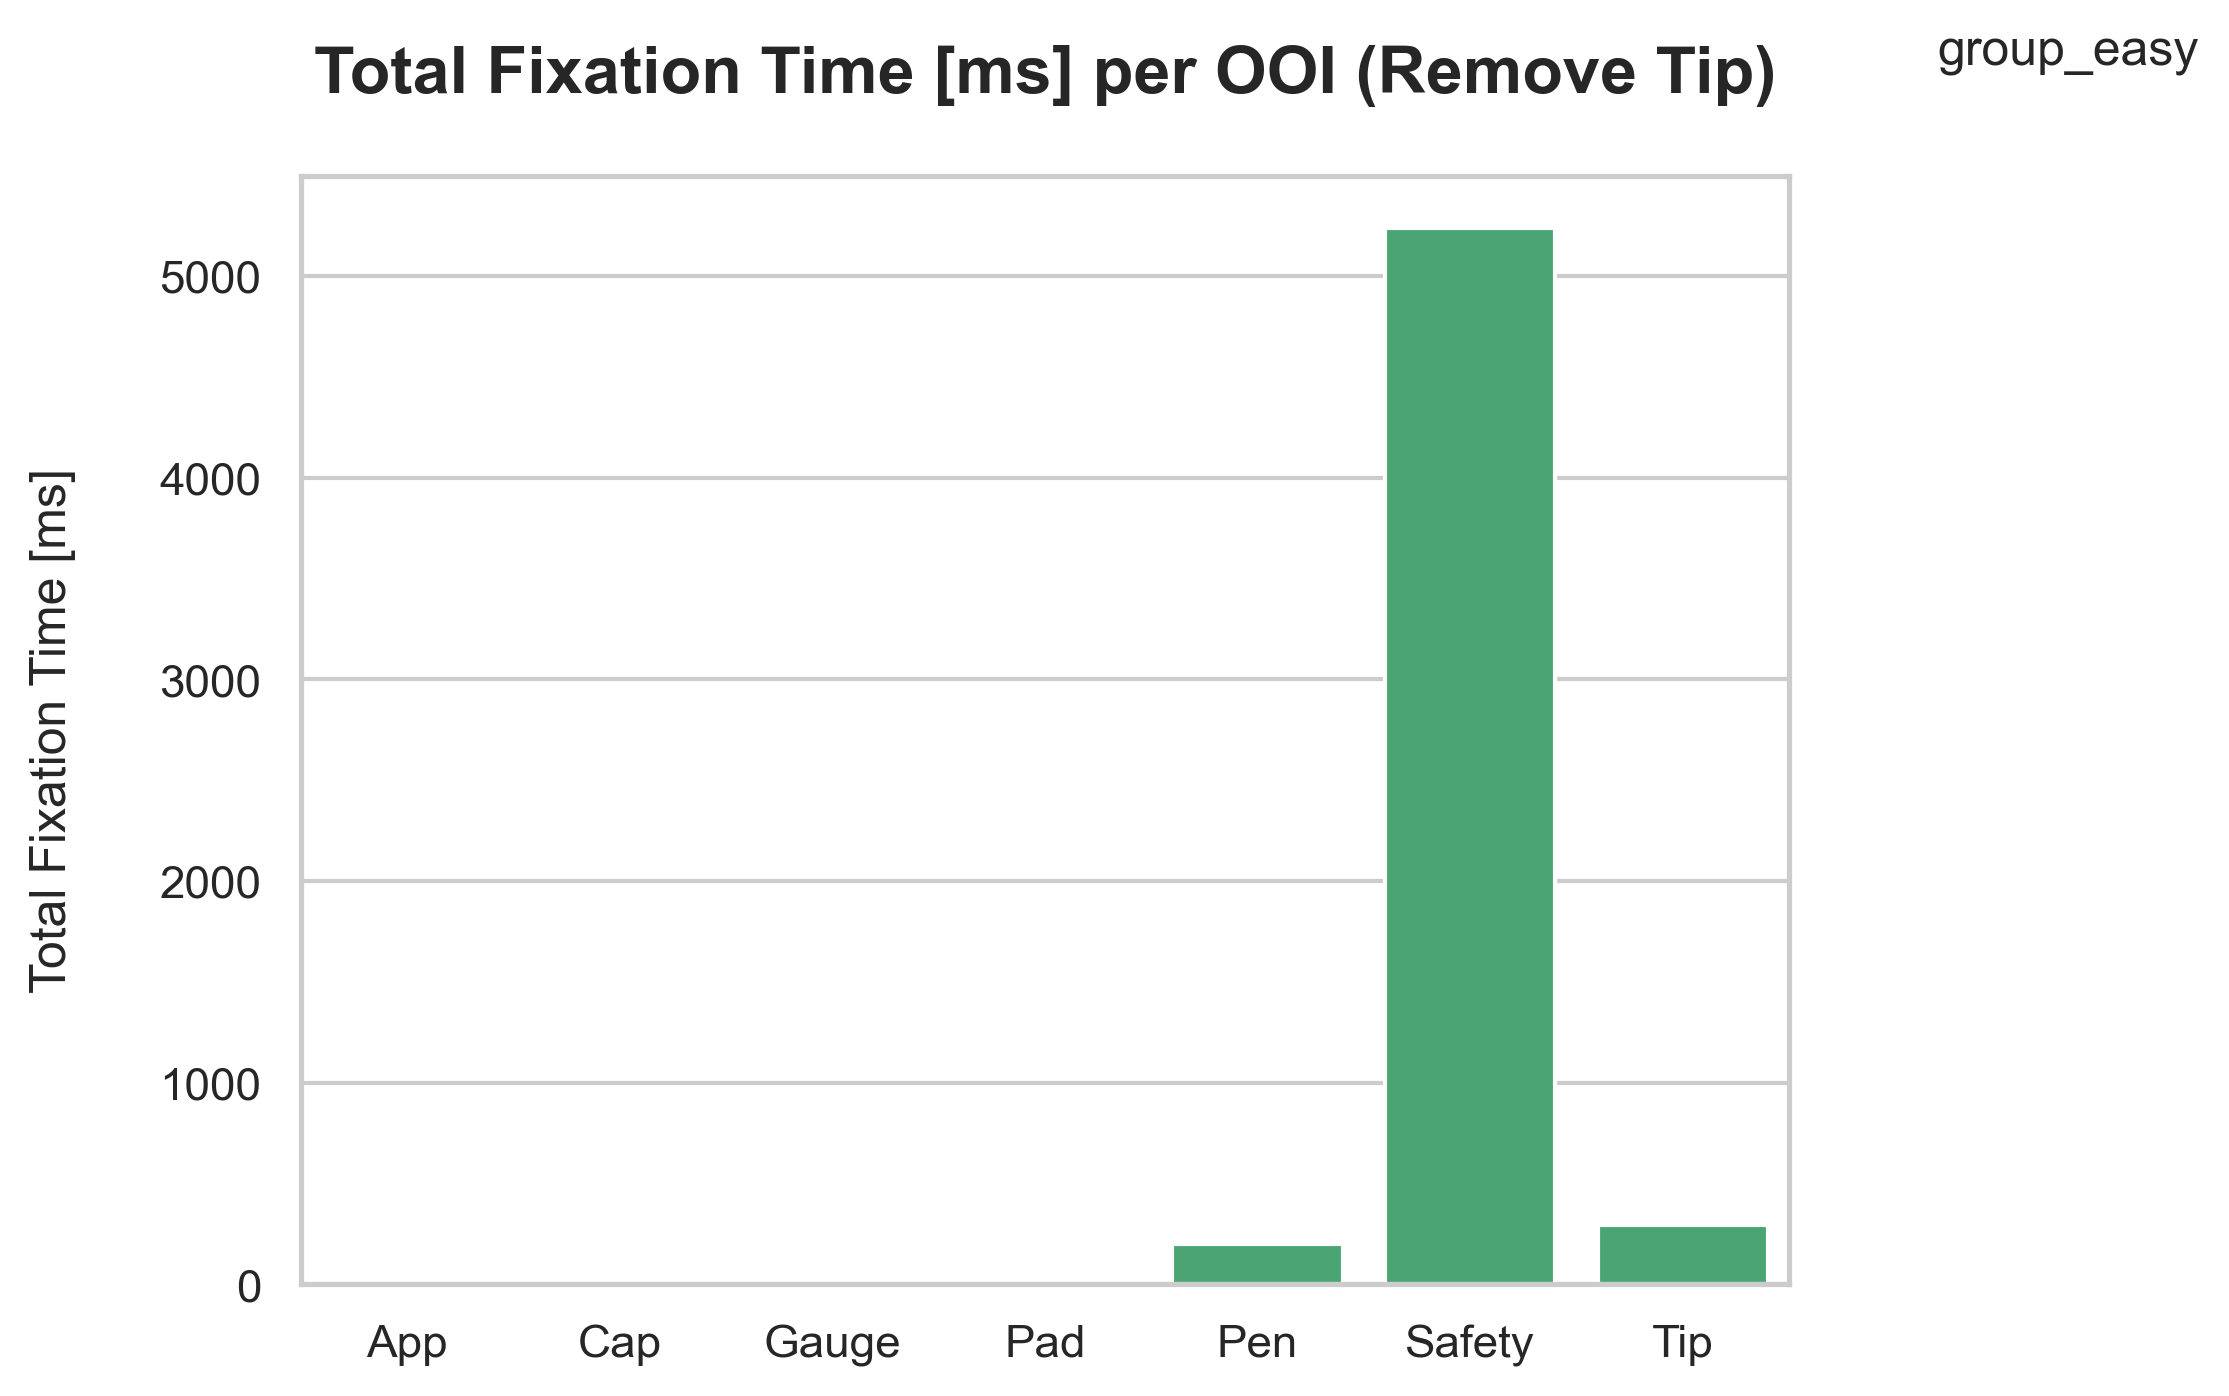 Total Fixation Time [ms] per OOI (Remove Tip)
group_easy
Total Fixation Time [ms]
5000
4000
3000
2000
1000
0
App
Cap
Gauge
Pad
Pen
Safety
Tip